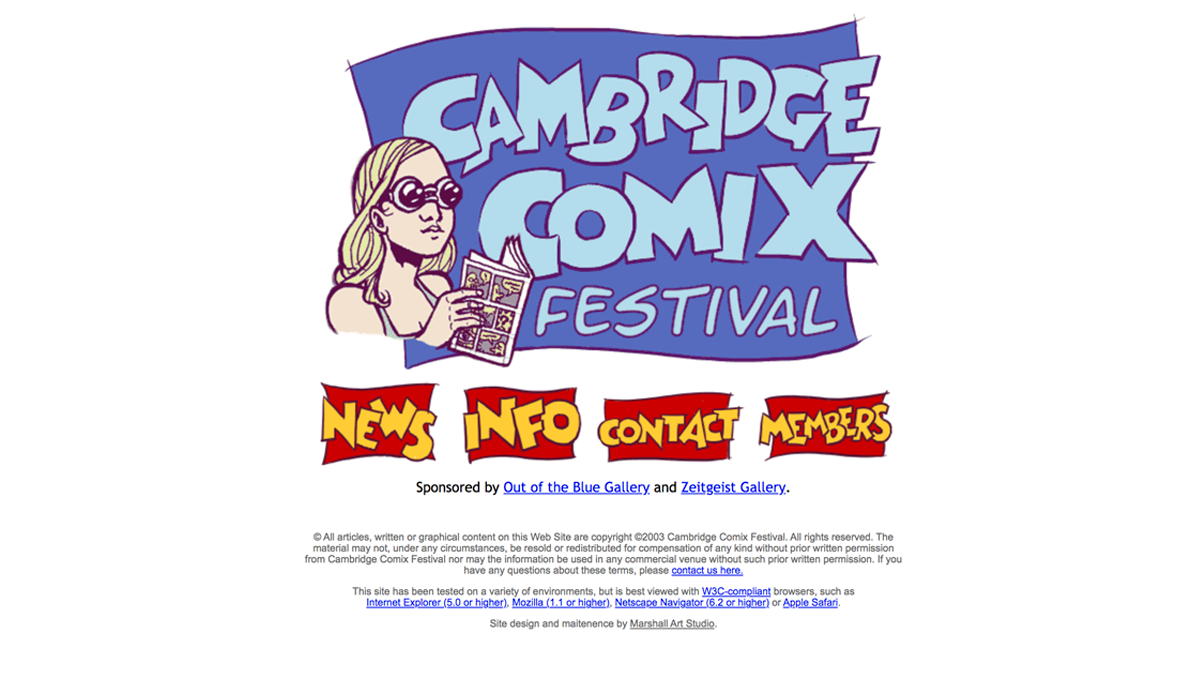 CAMBRIDGE
COMIX
FESTIVAL
NEWS INFO CONTACT MEMBERS
Sponsored by Out of the Blue Gallery and Zeitgeist Gallery.
© All articles, written or graphical content on this Web Site are copyright ©2003 Cambridge Comix Festival. All rights reserved. The
material may not, under any circumstances, be resold or redistributed for compensation of any kind without prior written permission
from Cambridge Comix Festival nor may the information be used in any commercial venue without such prior written permission. If you
have any questions about these terms, please contact us here.
This site has been tested on a variety of environments, but is best viewed with W3C-compliant browsers, such as
Internet Explorer (5.0 or higher), Mozilla (1.1 or higher), Netscape Navigator (6.2 or higher) or Apple Safari.
Site design and maitenence by Marshall Art Studio.